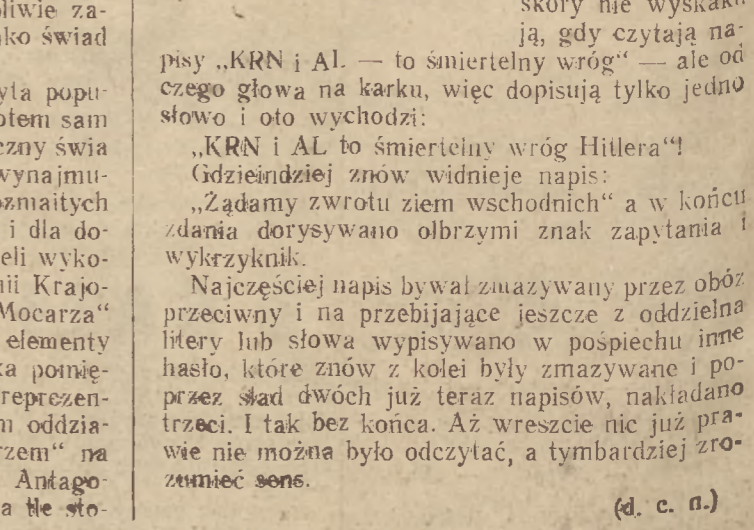 liwie za-
ko świad
yta popu-
otem sam
czny świa
wynajmu-
ozmaitych
i dla do-
eli wyko-
nii Krajo-
Mocarza“
elementy
ka pomię-
reprezen-
m oddzia-
rzem“ na
Antago-
a tle sto-
skóry nie wyskaku
ją, gdy czytają na-
pisy „KRN i AL — to śmiertelny wróg“ — ale od
czego głowa na karku, więc dopisują tylko jedno
słowo i oto wychodzi:
„KRN i AL to śmiertelny wróg Hitlera“!
Gdzieindziej znów widnieje napis:
„Żądamy zwrotu ziem wschodnich“ a w końcu
zdania dorysywano olbrzymi znak zapytania i
wykrzyknik.
Najczęściej napis bywał zmazywany przez obóz
przeciwny i na przebijające jeszcze z oddzielna
litery lub słowa wypisywano w pośpiechu inne
hasło, które znów z kolei były zmazywane i po-
przez ślad dwóch już teraz napisów, nakładano
trzeci. I tak bez końca. Aż wreszcie nic już pra-
wie nie można było odczytać, a tymbardziej zro-
zumieć sens.
(d. c. n.)